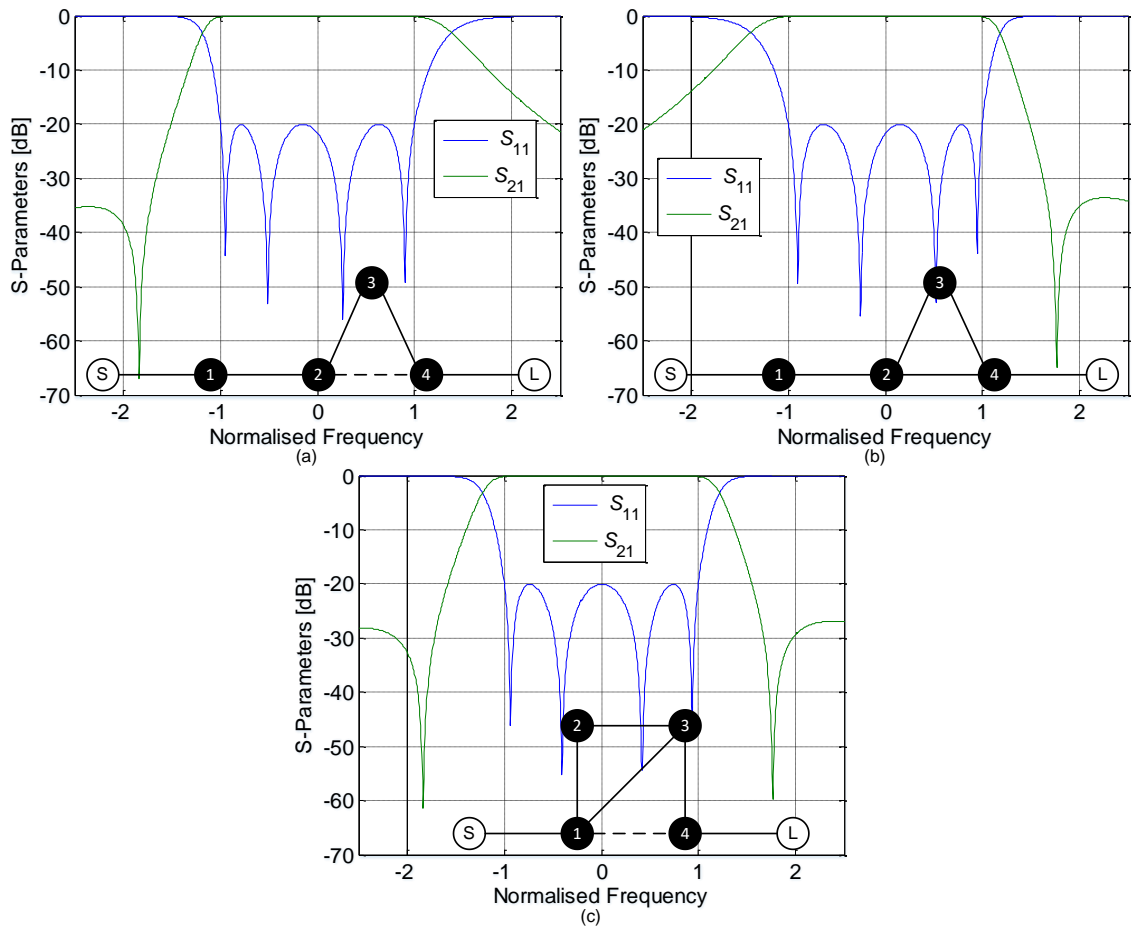 0
-10
-20
-30
-40
-50
-60
-70
S-Parameters [dB]
-2 -1 0 1 2
Normalised Frequency
(a)
S11
S21
S 1 2 3 4 L
0
-10
-20
-30
-40
-50
-60
-70
S-Parameters [dB]
-2 -1 0 1 2
Normalised Frequency
(b)
S11
S21
S 1 2 3 4 L
0
-10
-20
-30
-40
-50
-60
-70
S-Parameters [dB]
-2 -1 0 1 2
Normalised Frequency
(c)
S11
S21
2 3
S 1 4 L